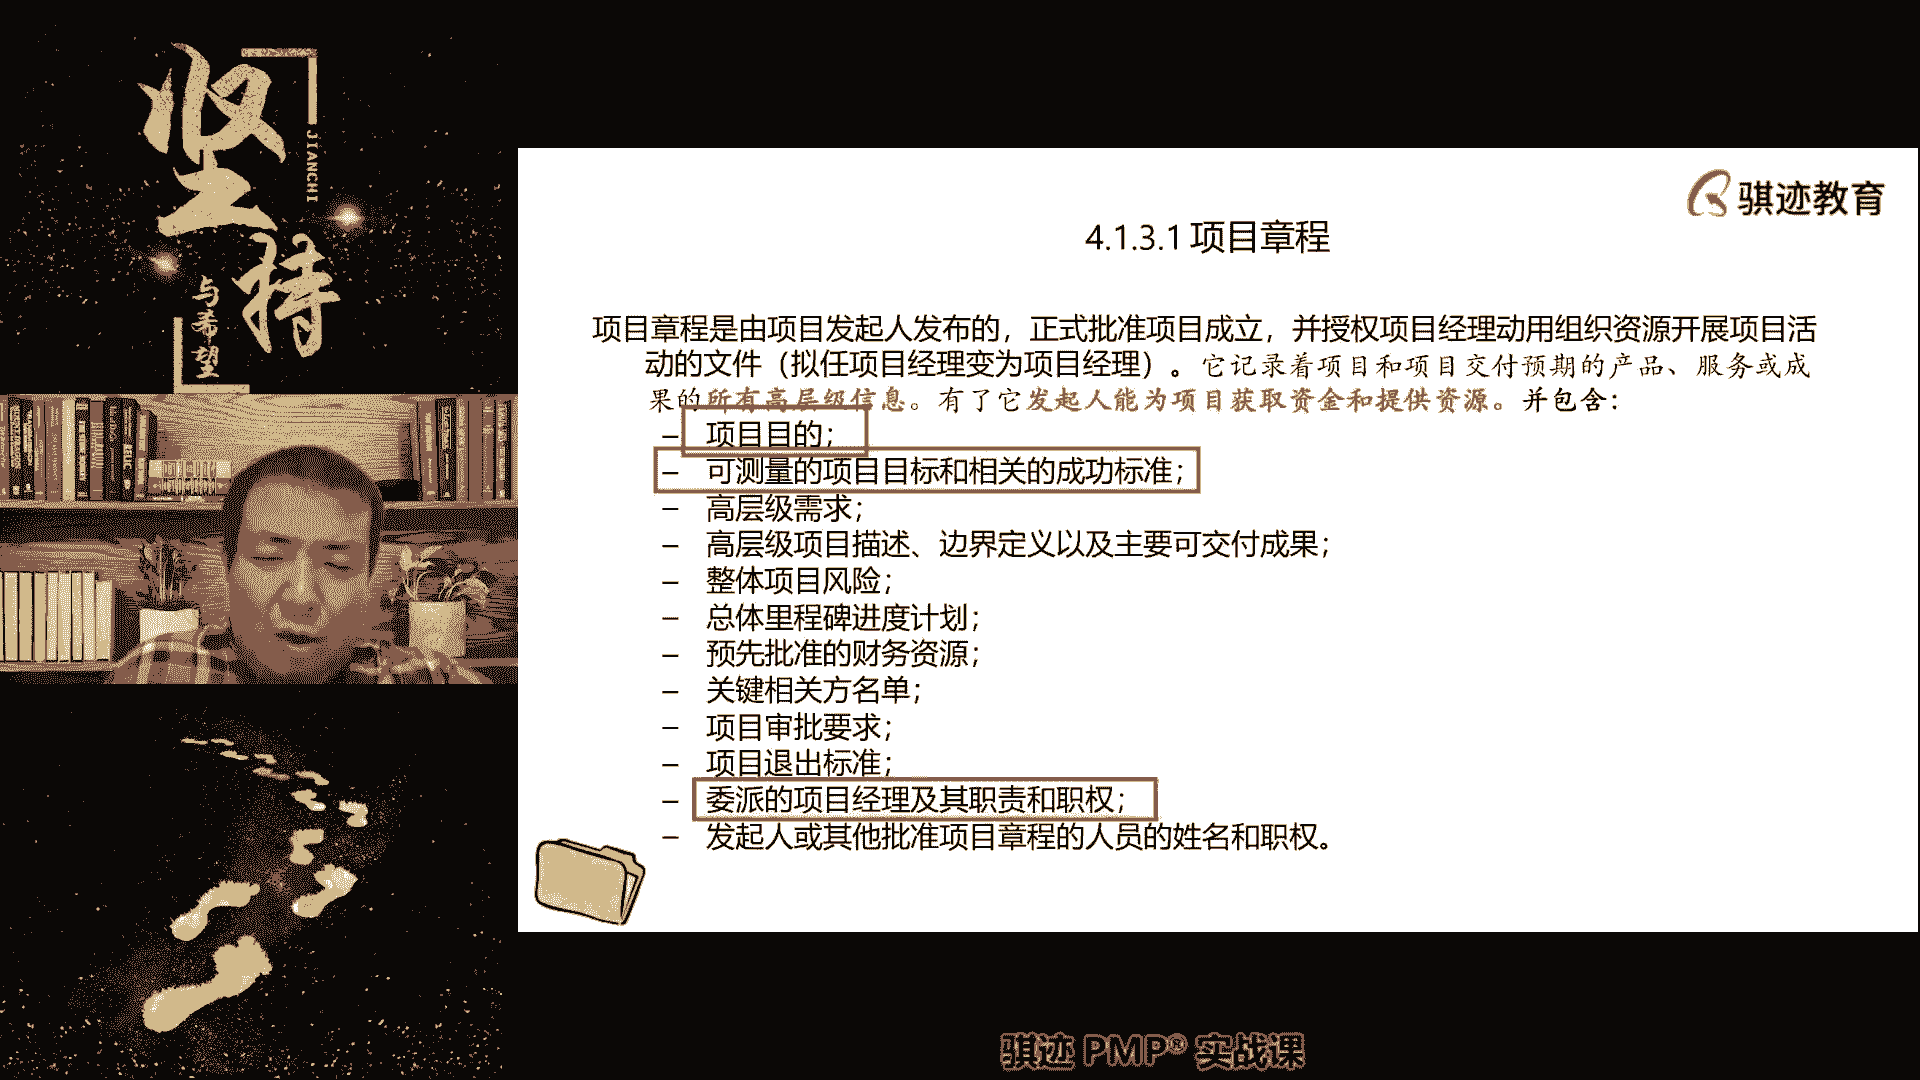 坚持
JIANCHI
与希望
骐迹教育
4.1.3.1 项目章程
项目章程是由项目发起人发布的，正式批准项目成立，并授权项目经理动用组织资源开展项目活
动的文件（拟任项目经理变为项目经理）。它记录着项目和项目交付预期的产品、服务或成
果的所有高层级信息。有了它发起人能为项目获取资金和提供资源。并包含：
– 项目目的；
– 可测量的项目目标和相关的成功标准；
– 高层级需求；
– 高层级项目描述、边界定义以及主要可交付成果；
– 整体项目风险；
– 总体里程碑进度计划；
– 预先批准的财务资源；
– 关键相关方名单；
– 项目审批要求；
– 项目退出标准；
– 委派的项目经理及其职责和职权；
– 发起人或其他批准项目章程的人员的姓名和职权。
骐迹 PMP® 实战课